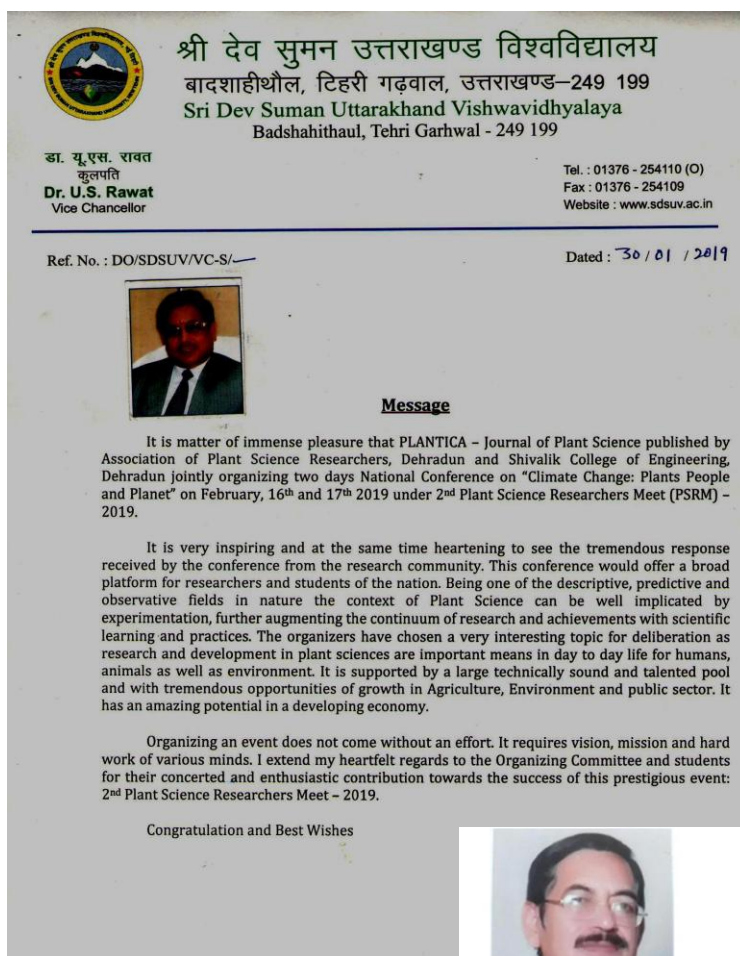 श्री देव सुमन उत्तराखण्ड विश्वविद्यालय
बादशाहीथौल, टिहरी गढ़वाल, उत्तराखण्ड–249 199
Sri Dev Suman Uttarakhand Vishwavidhyalaya
Badshahithaul, Tehri Garhwal - 249 199
डा. यू.एस. रावत
कुलपति
Dr. U.S. Rawat
Vice Chancellor
Tel. : 01376 - 254110 (O)
Fax : 01376 - 254109
Website : www.sdsuv.ac.in
Ref. No. : DO/SDSUV/VC-S/
Dated : 30 / 01 / 2019
Message
It is matter of immense pleasure that PLANTICA – Journal of Plant Science published by
Association of Plant Science Researchers, Dehradun and Shivalik College of Engineering,
Dehradun jointly organizing two days National Conference on “Climate Change: Plants People
and Planet” on February, 16th and 17th 2019 under 2nd Plant Science Researchers Meet (PSRM) –
2019.
It is very inspiring and at the same time heartening to see the tremendous response
received by the conference from the research community. This conference would offer a broad
platform for researchers and students of the nation. Being one of the descriptive, predictive and
observative fields in nature the context of Plant Science can be well implicated by
experimentation, further augmenting the continuum of research and achievements with scientific
learning and practices. The organizers have chosen a very interesting topic for deliberation as
research and development in plant sciences are important means in day to day life for humans,
animals as well as environment. It is supported by a large technically sound and talented pool
and with tremendous opportunities of growth in Agriculture, Environment and public sector. It
has an amazing potential in a developing economy.
Organizing an event does not come without an effort. It requires vision, mission and hard
work of various minds. I extend my heartfelt regards to the Organizing Committee and students
for their concerted and enthusiastic contribution towards the success of this prestigious event:
2nd Plant Science Researchers Meet – 2019.
Congratulation and Best Wishes